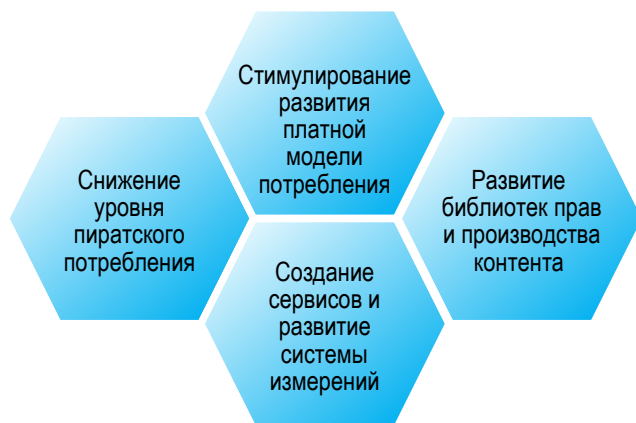 Стимулирование
развития
платной
модели
потребления
Снижение
уровня
пиратского
потребления
Развитие
библиотек прав
и производства
контента
Создание
сервисов и
развитие
системы
измерений